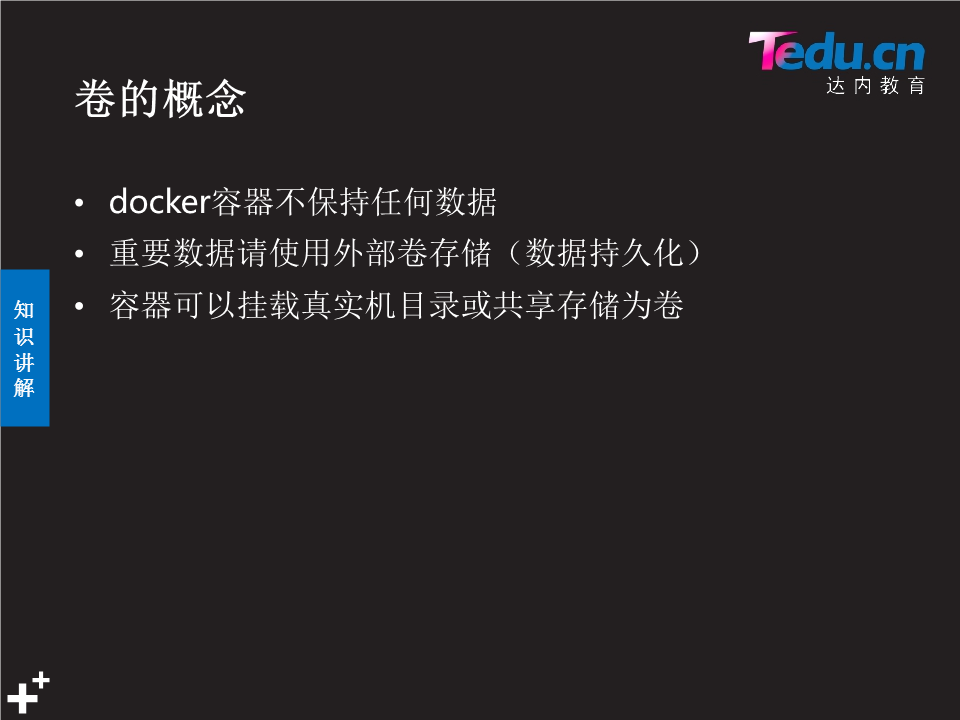 Tedu.cn
达内教育
卷的概念
• docker容器不保持任何数据
• 重要数据请使用外部卷存储（数据持久化）
• 容器可以挂载真实机目录或共享存储为卷
知
识
讲
解